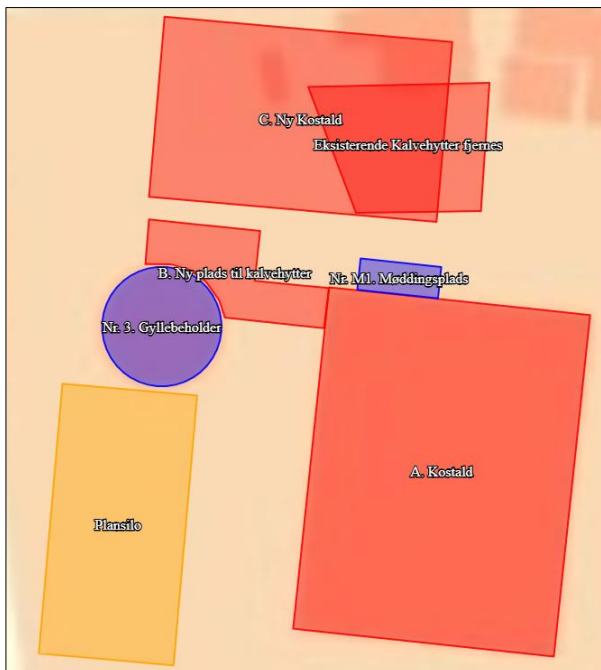 C. Ny Kostald
Eksisterende Kalvehytter fjernes
B. Ny plads til kalvehytter
Nr. M1. Møddingsplads
Nr. 3. Gyllebeholder
A. Kostald
Plansilo